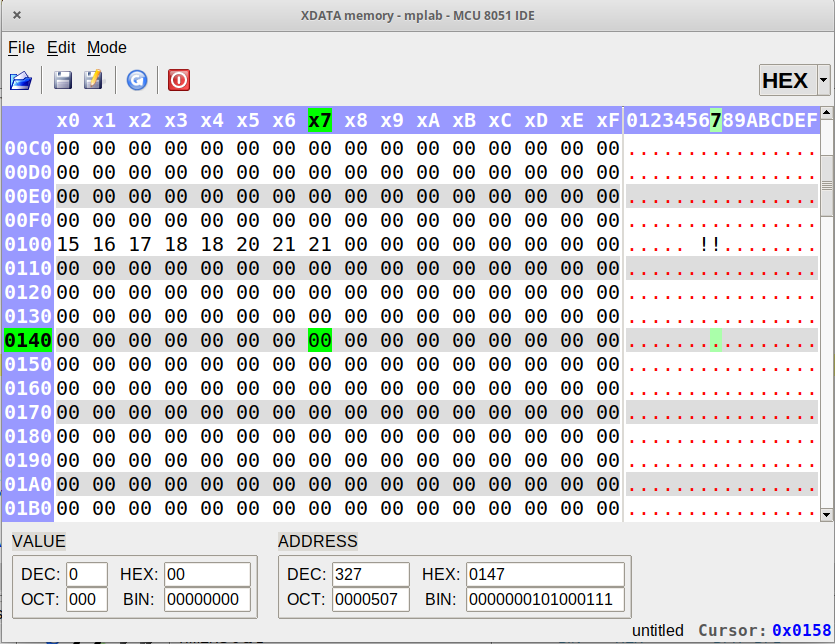 XDATA memory - mplab - MCU 8051 IDE
File Edit Mode
HEX
x0 x1 x2 x3 x4 x5 x6 x7 x8 x9 xA xB xC xD xE xF 0123456789ABCDEF
00C0 00 00 00 00 00 00 00 00 00 00 00 00 00 00 00 00 ................
00D0 00 00 00 00 00 00 00 00 00 00 00 00 00 00 00 00 ................
00E0 00 00 00 00 00 00 00 00 00 00 00 00 00 00 00 00 ................
00F0 00 00 00 00 00 00 00 00 00 00 00 00 00 00 00 00 ................
0100 15 16 17 18 18 20 21 21 00 00 00 00 00 00 00 00 ..... !!........
0110 00 00 00 00 00 00 00 00 00 00 00 00 00 00 00 00 ................
0120 00 00 00 00 00 00 00 00 00 00 00 00 00 00 00 00 ................
0130 00 00 00 00 00 00 00 00 00 00 00 00 00 00 00 00 ................
0140 00 00 00 00 00 00 00 00 00 00 00 00 00 00 00 00 ................
0150 00 00 00 00 00 00 00 00 00 00 00 00 00 00 00 00 ................
0160 00 00 00 00 00 00 00 00 00 00 00 00 00 00 00 00 ................
0170 00 00 00 00 00 00 00 00 00 00 00 00 00 00 00 00 ................
0180 00 00 00 00 00 00 00 00 00 00 00 00 00 00 00 00 ................
0190 00 00 00 00 00 00 00 00 00 00 00 00 00 00 00 00 ................
01A0 00 00 00 00 00 00 00 00 00 00 00 00 00 00 00 00 ................
01B0 00 00 00 00 00 00 00 00 00 00 00 00 00 00 00 00 ................
VALUE ADDRESS
DEC: 0 HEX: 00 DEC: 327 HEX: 0147
OCT: 000 BIN: 00000000 OCT: 0000507 BIN: 0000000101000111
untitled Cursor: 0x0158